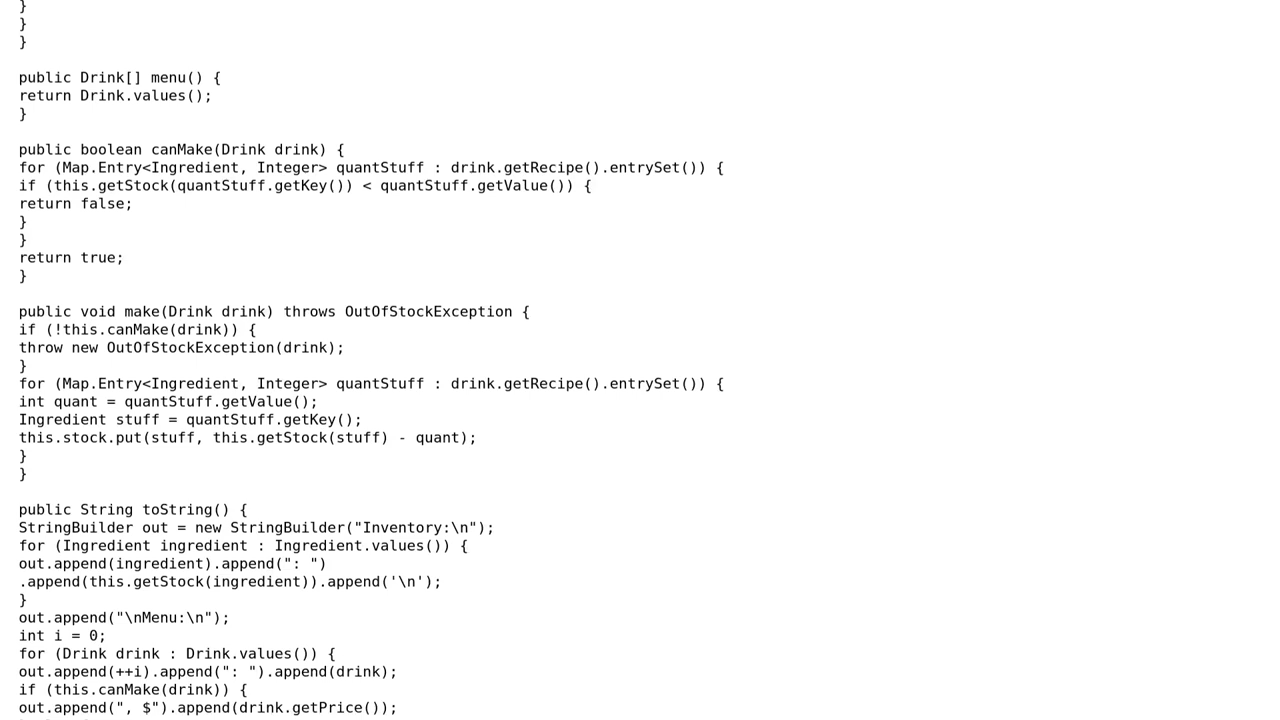 }
}
}
public Drink[] menu() {
return Drink.values();
}
public boolean canMake(Drink drink) {
for (Map.Entry<Ingredient, Integer> quantStuff : drink.getRecipe().entrySet()) {
if (this.getStock(quantStuff.getKey()) < quantStuff.getValue()) {
return false;
}
}
return true;
}
public void make(Drink drink) throws OutOfStockException {
if (!this.canMake(drink)) {
throw new OutOfStockException(drink);
}
for (Map.Entry<Ingredient, Integer> quantStuff : drink.getRecipe().entrySet()) {
int quant = quantStuff.getValue();
Ingredient stuff = quantStuff.getKey();
this.stock.put(stuff, this.getStock(stuff) - quant);
}
}
public String toString() {
StringBuilder out = new StringBuilder("Inventory:\n");
for (Ingredient ingredient : Ingredient.values()) {
out.append(ingredient).append(": ")
.append(this.getStock(ingredient)).append('\n');
}
out.append("\nMenu:\n");
int i = 0;
for (Drink drink : Drink.values()) {
out.append(++i).append(": ").append(drink);
if (this.canMake(drink)) {
out.append(", $").append(drink.getPrice());